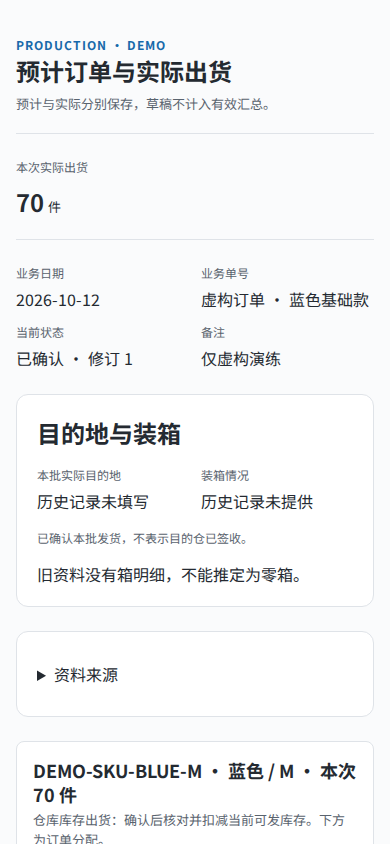 PRODUCTION · DEMO
预计订单与实际出货
预计与实际分别保存，草稿不计入有效汇总。
本次实际出货
70 件
业务日期
业务单号
2026-10-12
虚构订单 · 蓝色基础款
当前状态
备注
已确认 · 修订 1
仅虚构演练
目的地与装箱
本批实际目的地
装箱情况
历史记录未填写
历史记录未提供
已确认本批发货，不表示目的仓已签收。
旧资料没有箱明细，不能推定为零箱。
▶ 资料来源
DEMO-SKU-BLUE-M · 蓝色 / M · 本次
70 件
仓库库存出货：确认后核对并扣减当前可发库存。下方
为订单分配。